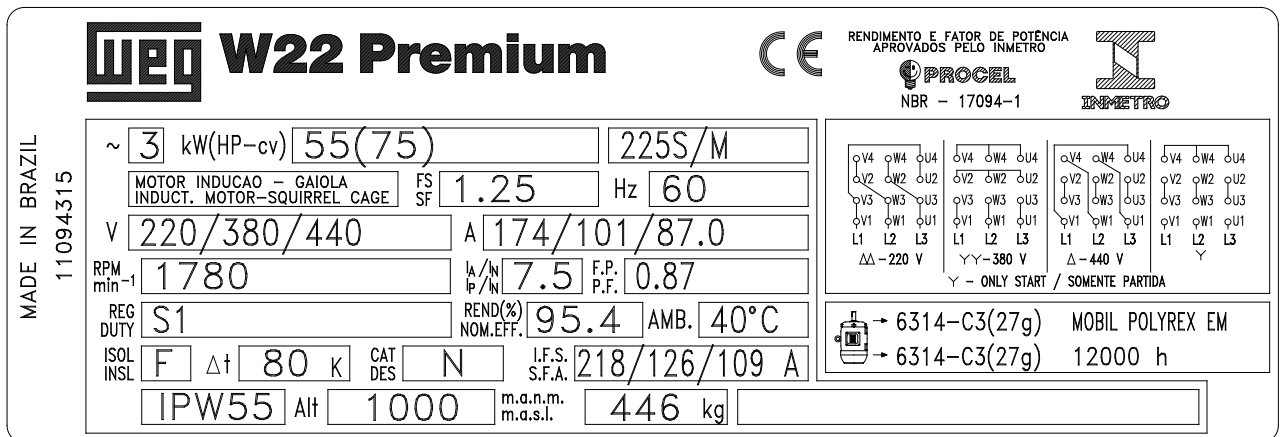 WEG W22 Premium
CE
RENDIMENTO E FATOR DE POTÊNCIA
APROVADOS PELO INMETRO
PROCEL
NBR - 17094-1
INMETRO
MADE IN BRAZIL
11094315
~ 3 kW(HP-cv) 55(75) 225S/M
MOTOR INDUCAO - GAIOLA
INDUCT. MOTOR-SQUIRREL CAGE
FS
SF
1.25 Hz 60
V 220/380/440 A 174/101/87.0
RPM
min-1
1780
IA/IN
IP/IN
7.5
F.P.
P.F.
0.87
REG
DUTY
S1
REND(%)
NOM.EFF.
95.4 AMB. 40°C
ISOL
INSL
F Δt 80 K
CAT
DES
N
I.F.S.
S.F.A.
218/126/109 A
IPW55 Alt 1000
m.a.n.m.
m.a.s.l.
446 kg
V4 W4 U4 V4 W4 U4 V4 W4 U4 V4 W4 U4
V2 W2 U2 V2 W2 U2 V2 W2 U2 V2 W2 U2
V3 W3 U3 V3 W3 U3 V3 W3 U3 V3 W3 U3
V1 W1 U1 V1 W1 U1 V1 W1 U1 V1 W1 U1
L1 L2 L3 L1 L2 L3 L1 L2 L3 L1 L2 L3
ΔΔ-220 V YY-380 V Δ-440 V Y
Y - ONLY START / SOMENTE PARTIDA
→ 6314-C3(27g) MOBIL POLYREX EM
→ 6314-C3(27g) 12000 h